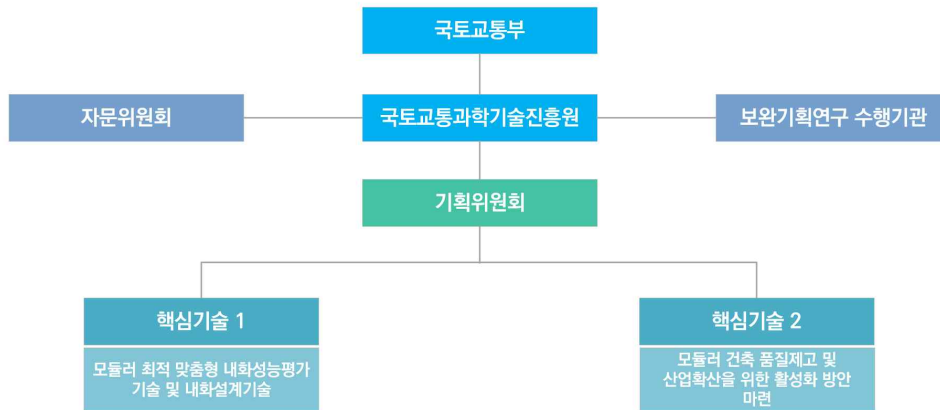 국토교통부
자문위원회
국토교통과학기술진흥원
보완기획연구 수행기관
기획위원회
핵심기술 1
모듈러 최적 맞춤형 내화성능평가
기술 및 내화설계기술
핵심기술 2
모듈러 건축 품질제고 및
산업확산을 위한 활성화 방안
마련